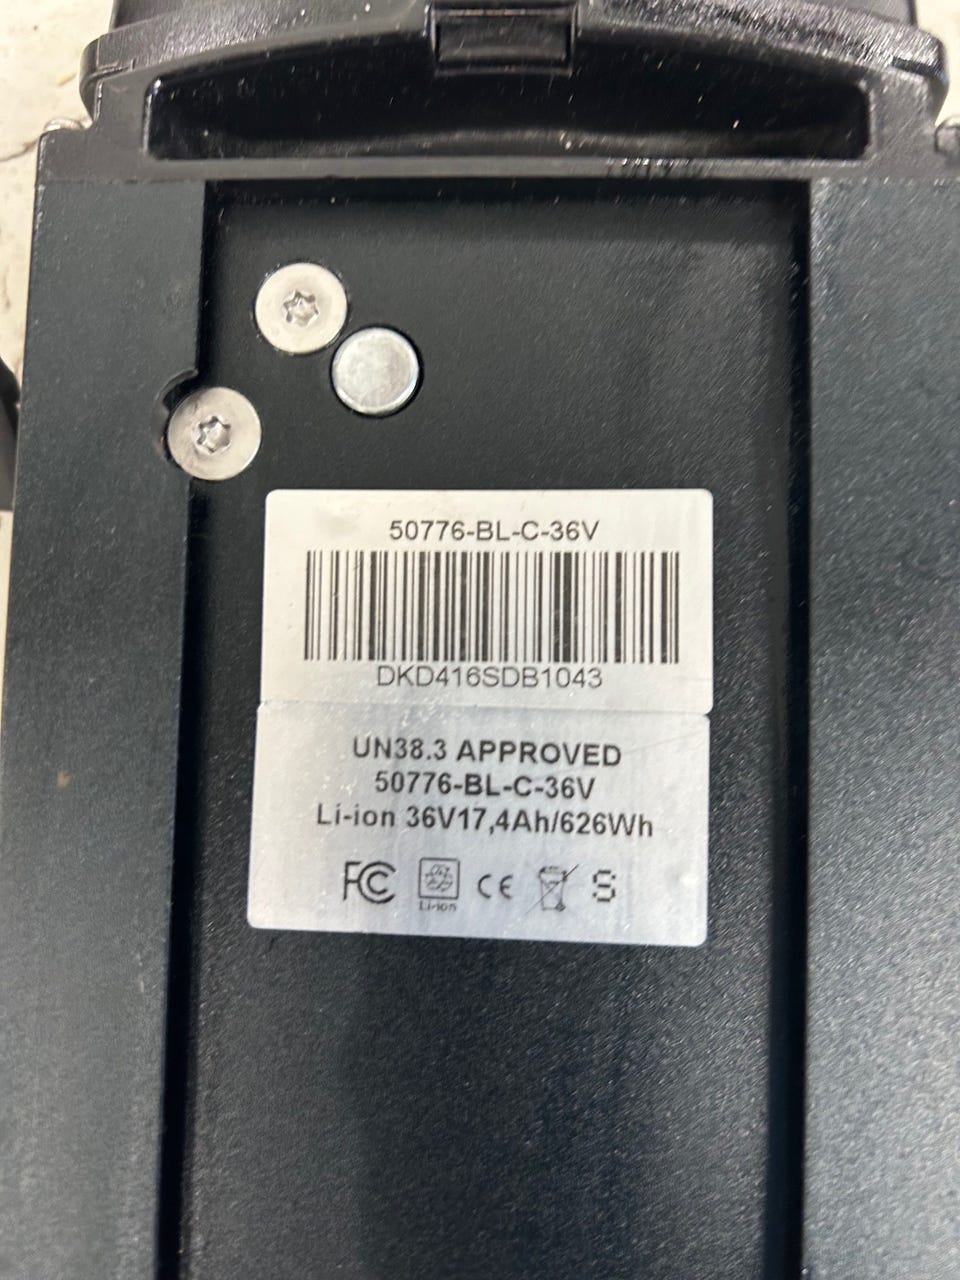 50776-BL-C-36V
DKD416SDB1043
UN38.3 APPROVED
50776-BL-C-36V
Li-ion 36V17,4Ah/626Wh
FC Li-ion CE S